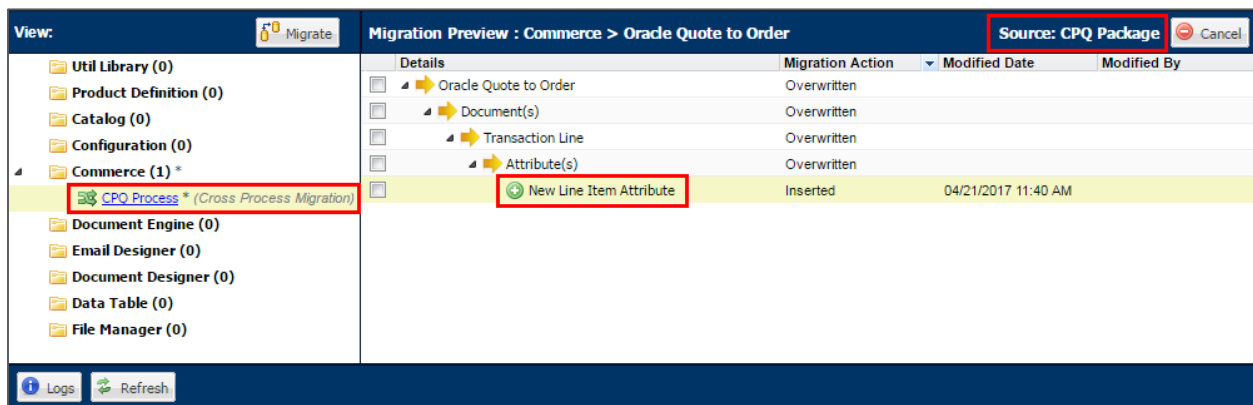 View:
Migrate
Migration Preview : Commerce > Oracle Quote to Order
Source: CPQ Package
Cancel
Util Library (0)
Product Definition (0)
Catalog (0)
Configuration (0)
Commerce (1) *
CPQ Process * (Cross Process Migration)
Document Engine (0)
Email Designer (0)
Document Designer (0)
Data Table (0)
File Manager (0)
Details Migration Action Modified Date Modified By
Oracle Quote to Order Overwritten
Document(s) Overwritten
Transaction Line Overwritten
Attribute(s) Overwritten
New Line Item Attribute Inserted 04/21/2017 11:40 AM
Logs
Refresh